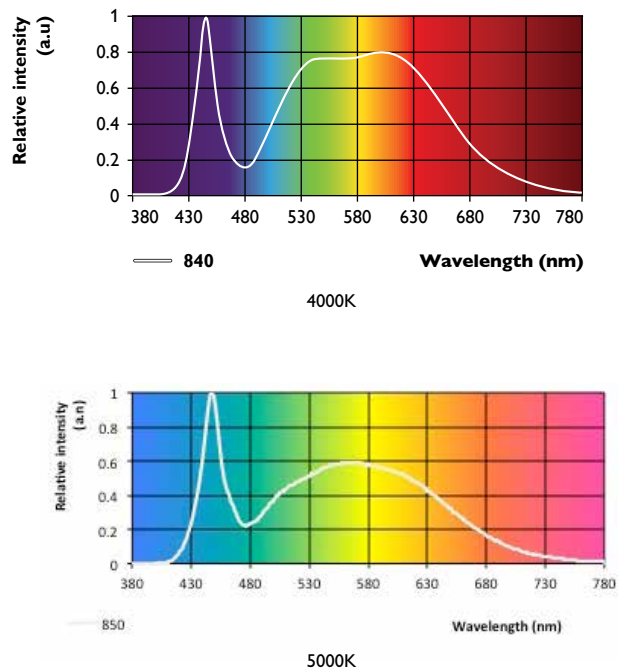 Relative intensity
(a.u)
1
0.8
0.6
0.4
0.2
0
380 430 480 530 580 630 680 730 780
840
Wavelength (nm)
4000K
Relative intensity
(a.n)
1
0.8
0.6
0.4
0.2
0
380 430 480 530 580 630 680 730 780
850
Wavelength (nm)
5000K